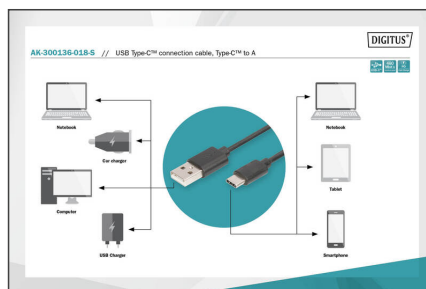 DIGITUS®
AK-300136-018-S // USB Type-C™ connection cable, Type-C™ to A
Notebook
Car charger
Computer
USB Charger
Notebook
Tablet
Smartphone